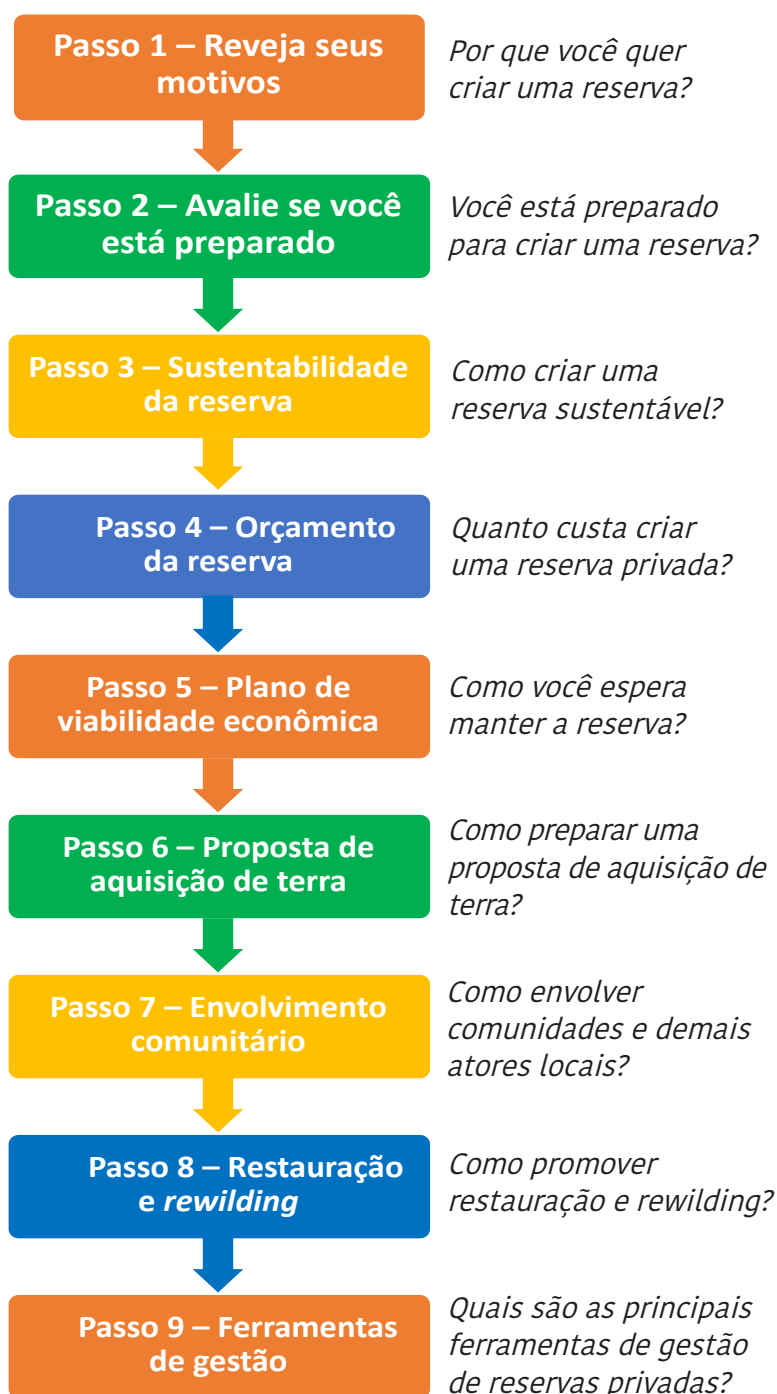 Passo 1 – Reveja seus
motivos
Por que você quer
criar uma reserva?
Passo 2 – Avalie se você
está preparado
Você está preparado
para criar uma reserva?
Passo 3 – Sustentabilidade
da reserva
Como criar uma
reserva sustentável?
Passo 4 – Orçamento
da reserva
Quanto custa criar
uma reserva privada?
Passo 5 – Plano de
viabilidade econômica
Como você espera
manter a reserva?
Passo 6 – Proposta de
aquisição de terra
Como preparar uma
proposta de aquisição de
terra?
Passo 7 – Envolvimento
comunitário
Como envolver
comunidades e demais
atores locais?
Passo 8 – Restauração
e rewilding
Como promover
restauração e rewilding?
Passo 9 – Ferramentas
de gestão
Quais são as principais
ferramentas de gestão
de reservas privadas?